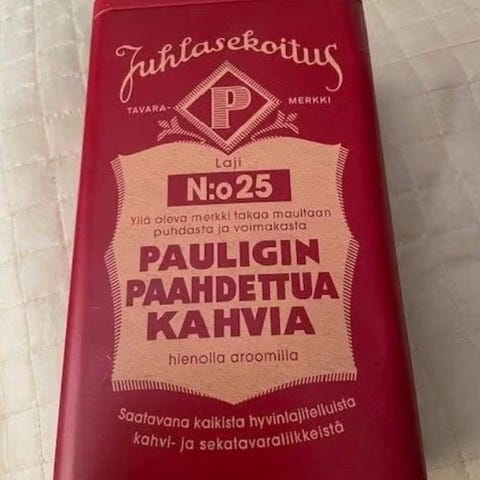 Juhlasekoitus
TAVARA- P MERKKI
Laji
N:o 25
Yllä oleva merkki takaa maultaan
puhdasta ja voimakasta
PAULIGIN
PAAHDETTUA
KAHVIA
hienolla aroomilla
Saatavana kaikista hyvinlajitelluista
kahvi- ja sekatavaraliikkeistä